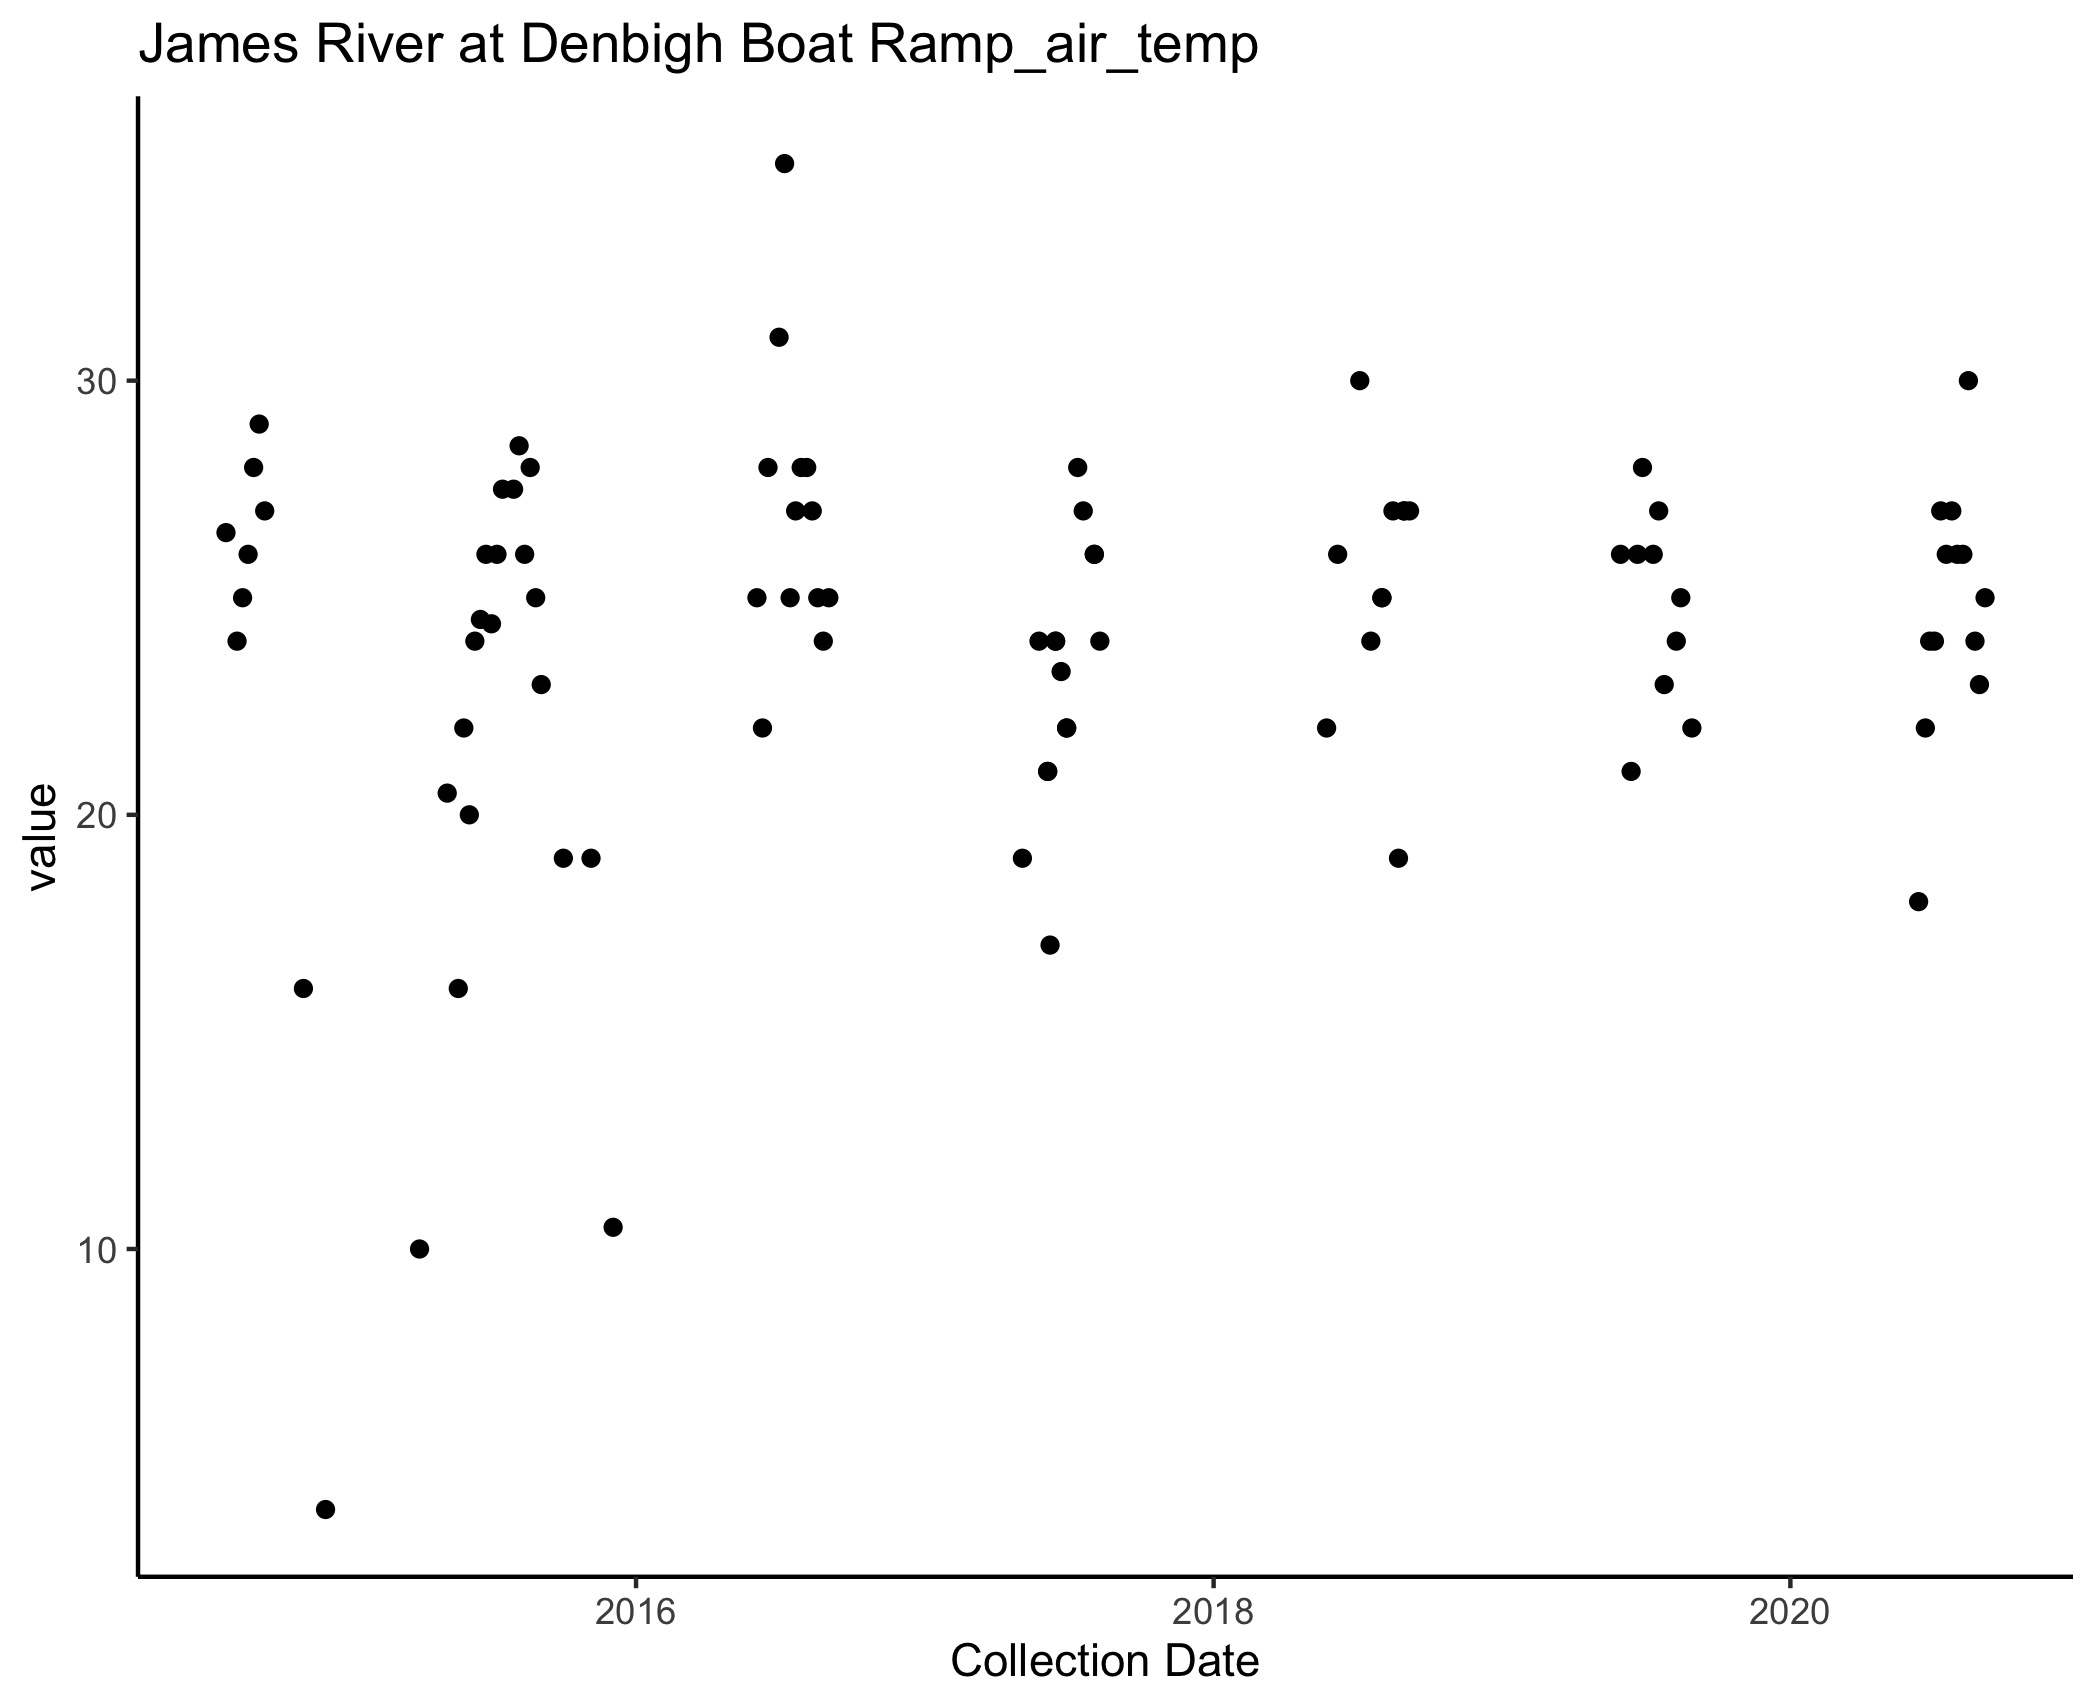 James River at Denbigh Boat Ramp_air_temp
value
30
20
10
2016
2018
2020
Collection Date